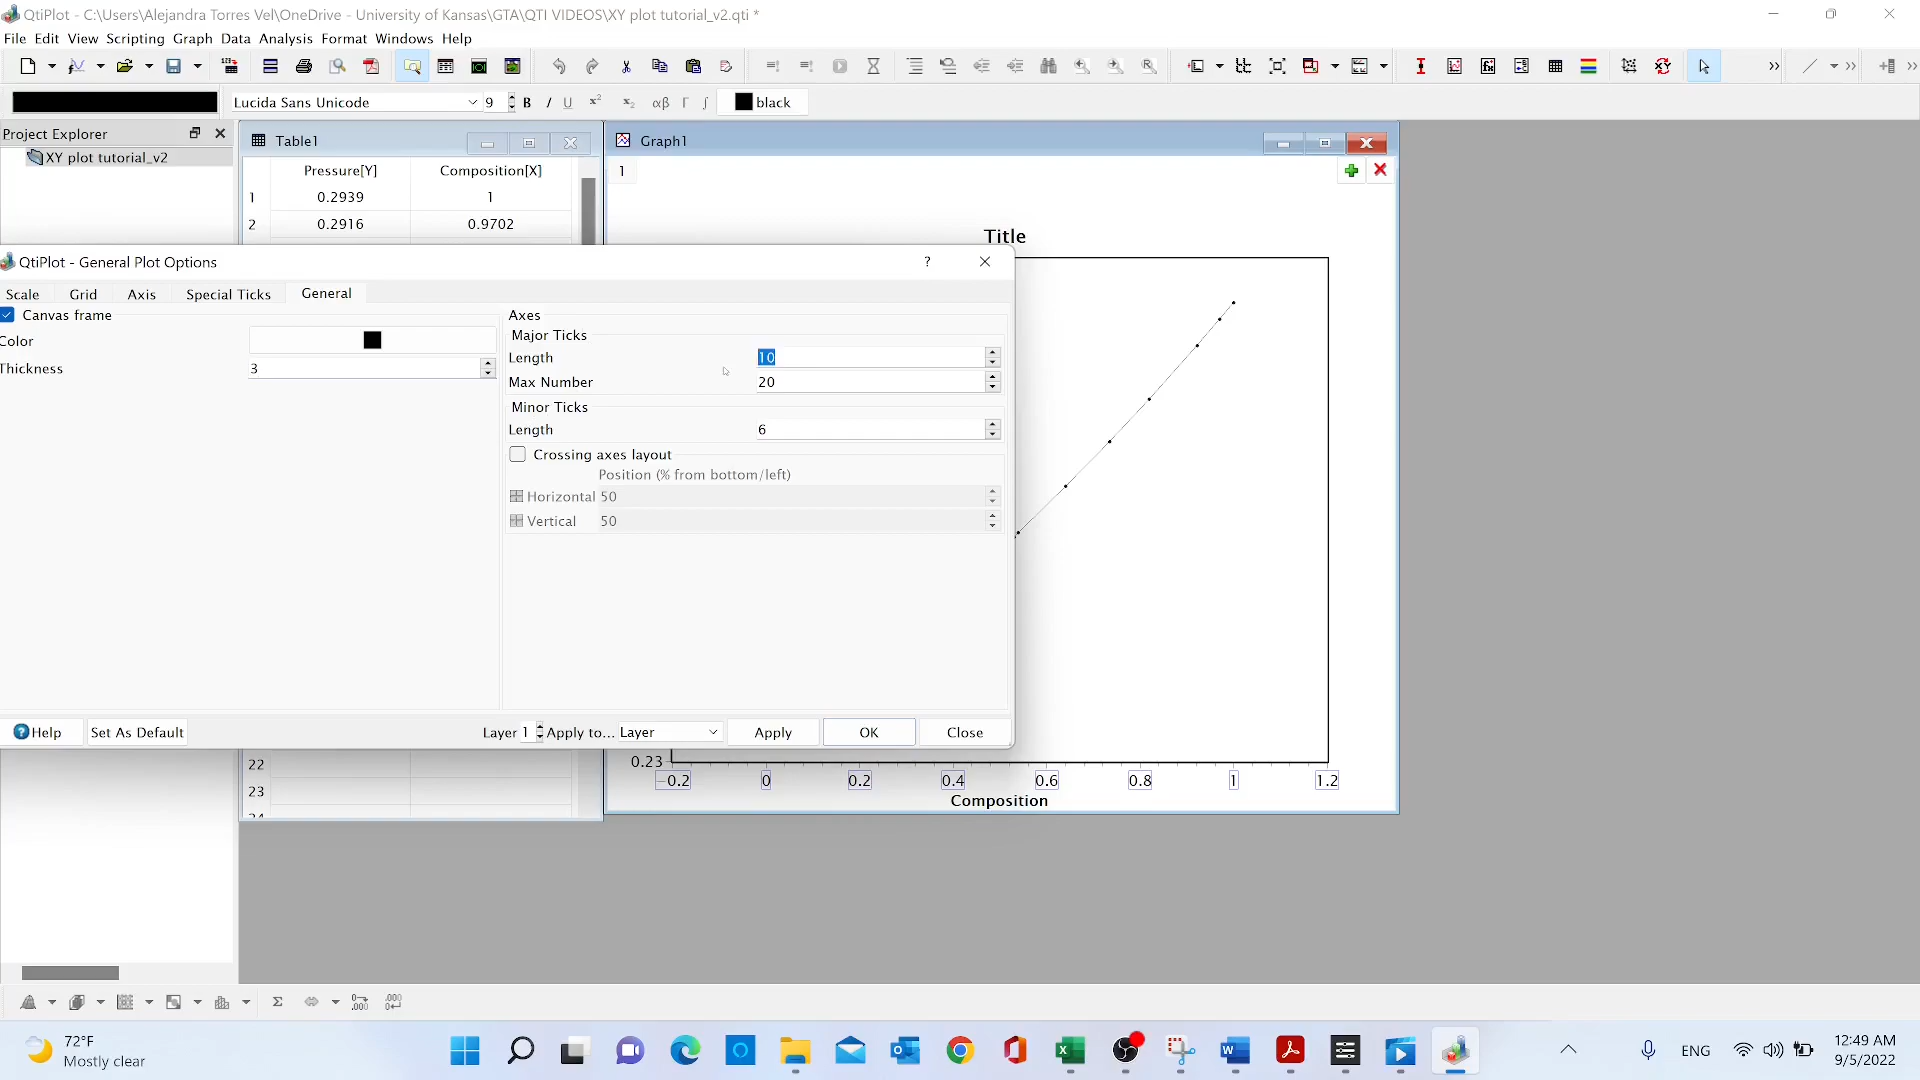 QtiPlot - C:\Users\Alejandra Torres Vel\OneDrive - University of Kansas\GTA\QTI VIDEOS\XY plot tutorial_v2.qti *
File Edit View Scripting Graph Data Analysis Format Windows Help
Lucida Sans Unicode 9 B I U x² x₂ αβ Γ ∫ black
Project Explorer
XY plot tutorial_v2
Table1
Pressure[Y] Composition[X]
1 0.2939 1
2 0.2916 0.9702
Graph1
1
Title
QtiPlot - General Plot Options ?
Scale Grid Axis Special Ticks General
Canvas frame
Color
Thickness 3
Axes
Major Ticks
Length 10
Max Number 20
Minor Ticks
Length 6
Crossing axes layout
Position (% from bottom/left)
Horizontal 50
Vertical 50
Help Set As Default Layer 1 Apply to... Layer Apply OK Close
22
23
0.23
−0.2 0 0.2 0.4 0.6 0.8 1 1.2
Composition
72°F
Mostly clear
ENG
12:49 AM
9/5/2022